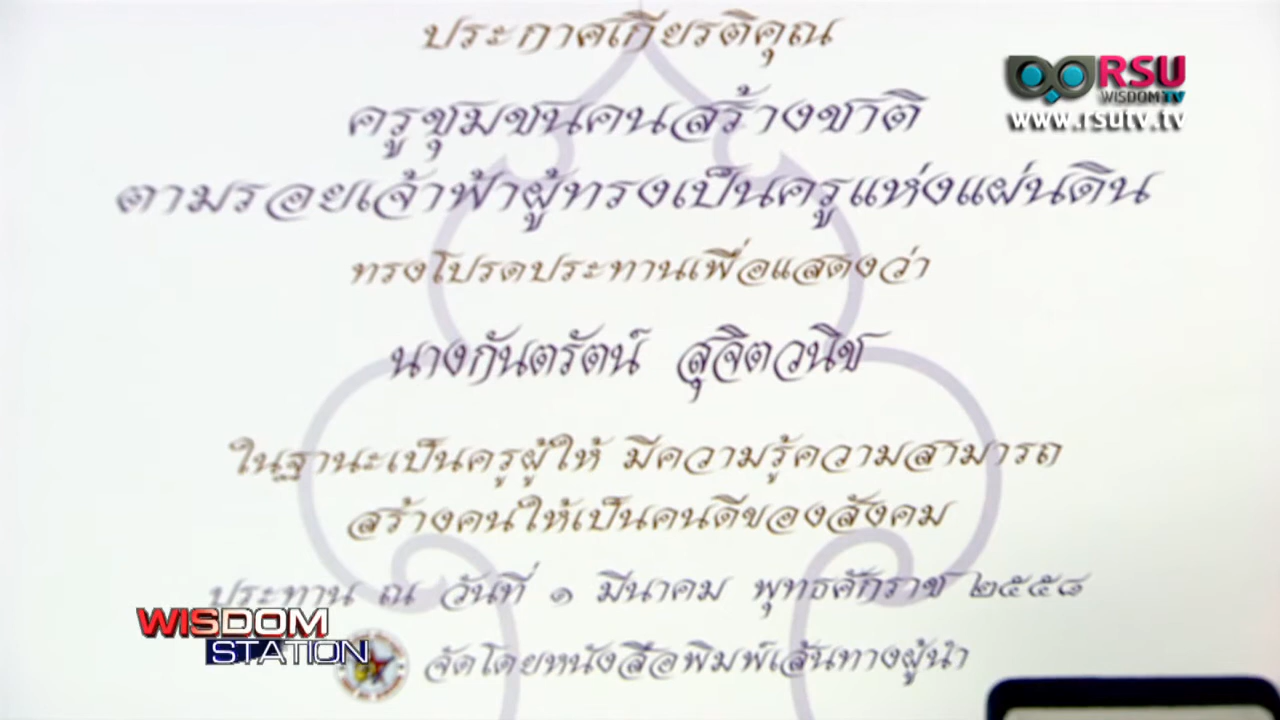 ประกาศเกียรติคุณ
RSU
WISDOM TV
www.rsutv.tv
ครูชุมชนคนสร้างชาติ
ตามรอยเจ้าฟ้าผู้ทรงเป็นครูแห่งแผ่นดิน
ทรงโปรดประทานเพื่อแสดงว่า
นางกันตรัตน์ สุจิตวนิช
ในฐานะเป็นครูผู้ให้ มีความรู้ความสามารถ
สร้างคนให้เป็นคนดีของสังคม
ประทาน ณ วันที่ ๑ มีนาคม พุทธศักราช ๒๕๕๘
WISDOM
STATION
จัดโดยหนังสือพิมพ์เส้นทางผู้นำ